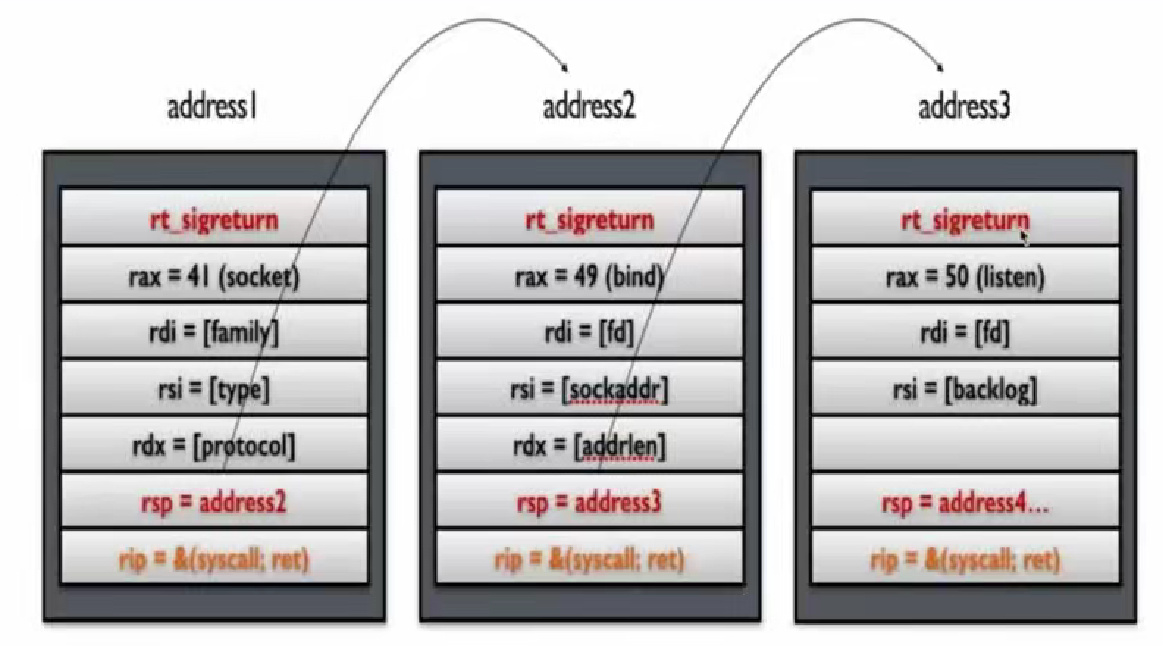 address1
rt_sigreturn
rax = 41 (socket)
rdi = [family]
rsi = [type]
rdx = [protocol]
rsp = address2
rip = &(syscall; ret)
address2
rt_sigreturn
rax = 49 (bind)
rdi = [fd]
rsi = [sockaddr]
rdx = [addrlen]
rsp = address3
rip = &(syscall; ret)
address3
rt_sigreturn
rax = 50 (listen)
rdi = [fd]
rsi = [backlog]
rsp = address4...
rip = &(syscall; ret)